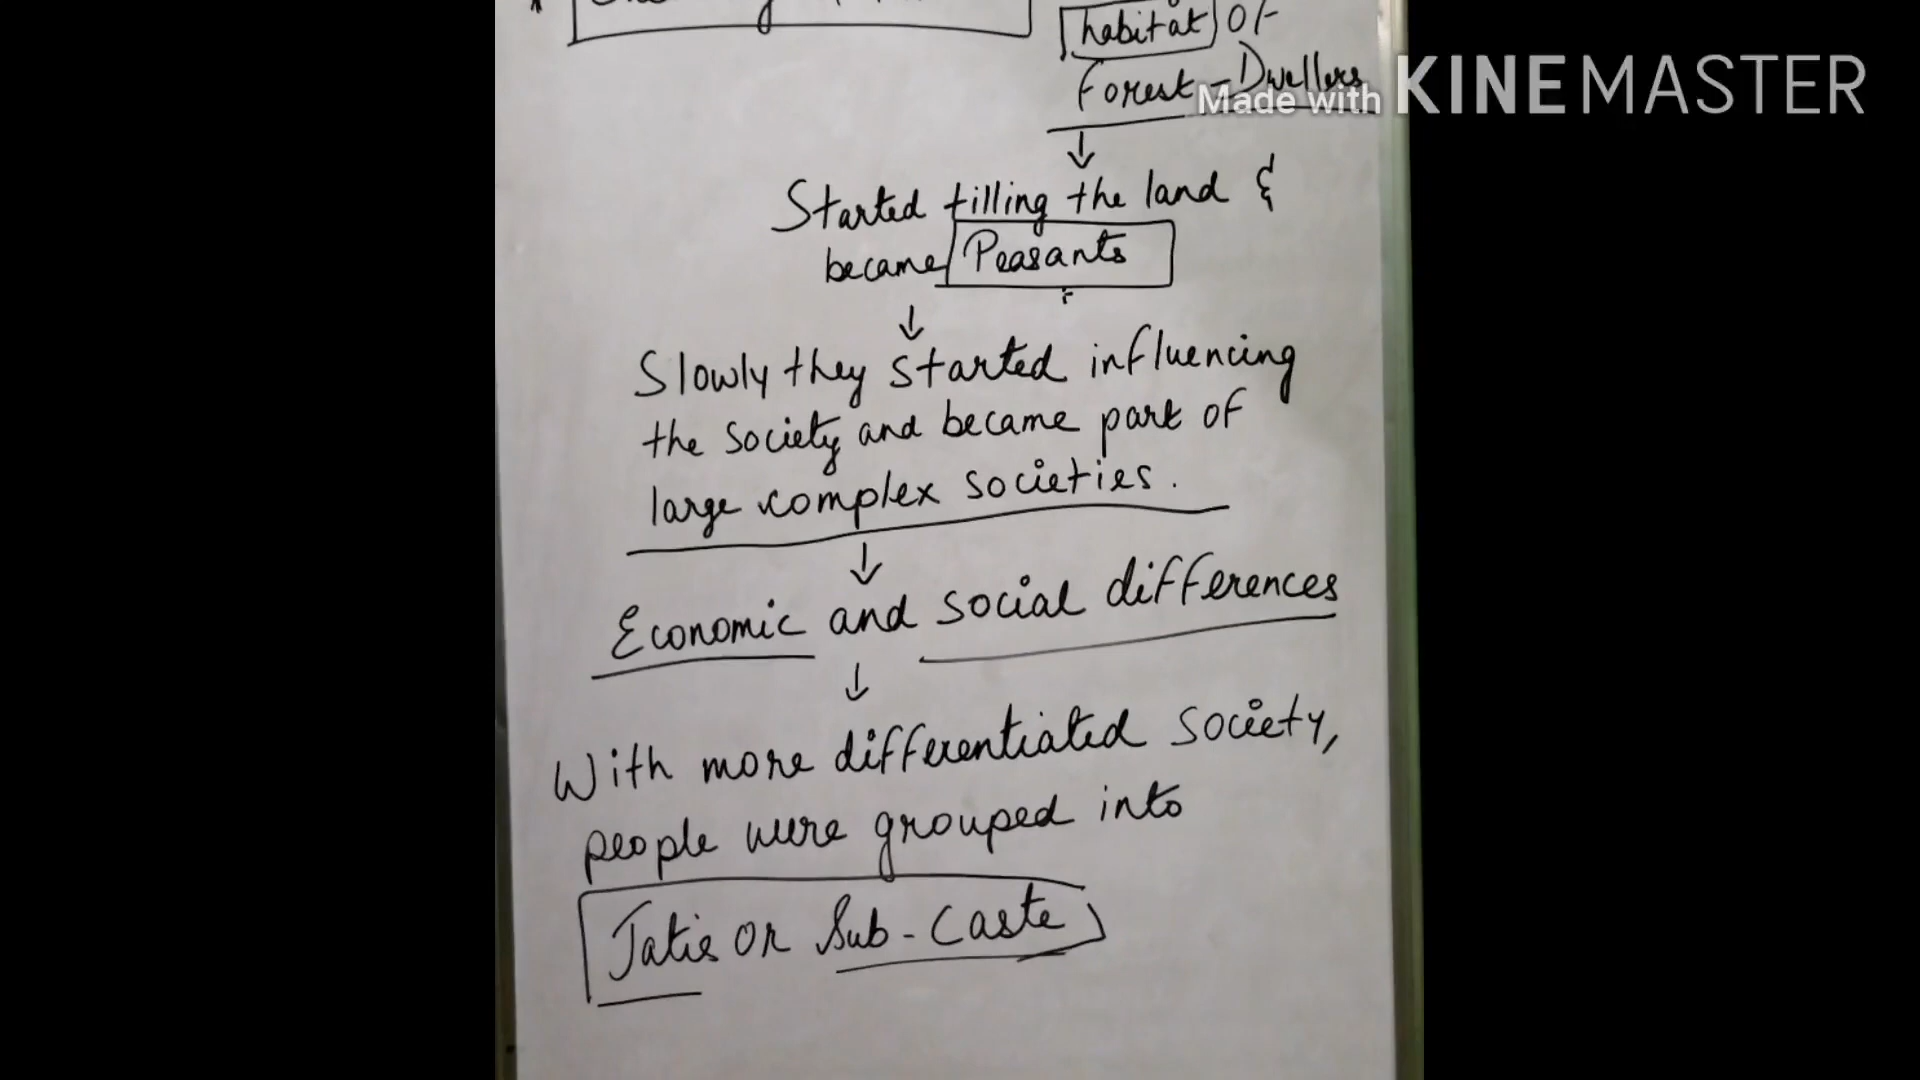 habitat of
Forest-Dwellers
Made with KINEMASTER
↓
Started tilling the land &
became Peasants
↓
Slowly they started influencing
the society and became part of
large complex societies.
↓
Economic and social differences
↓
With more differentiated society,
people were grouped into
Jatis or Sub-Caste